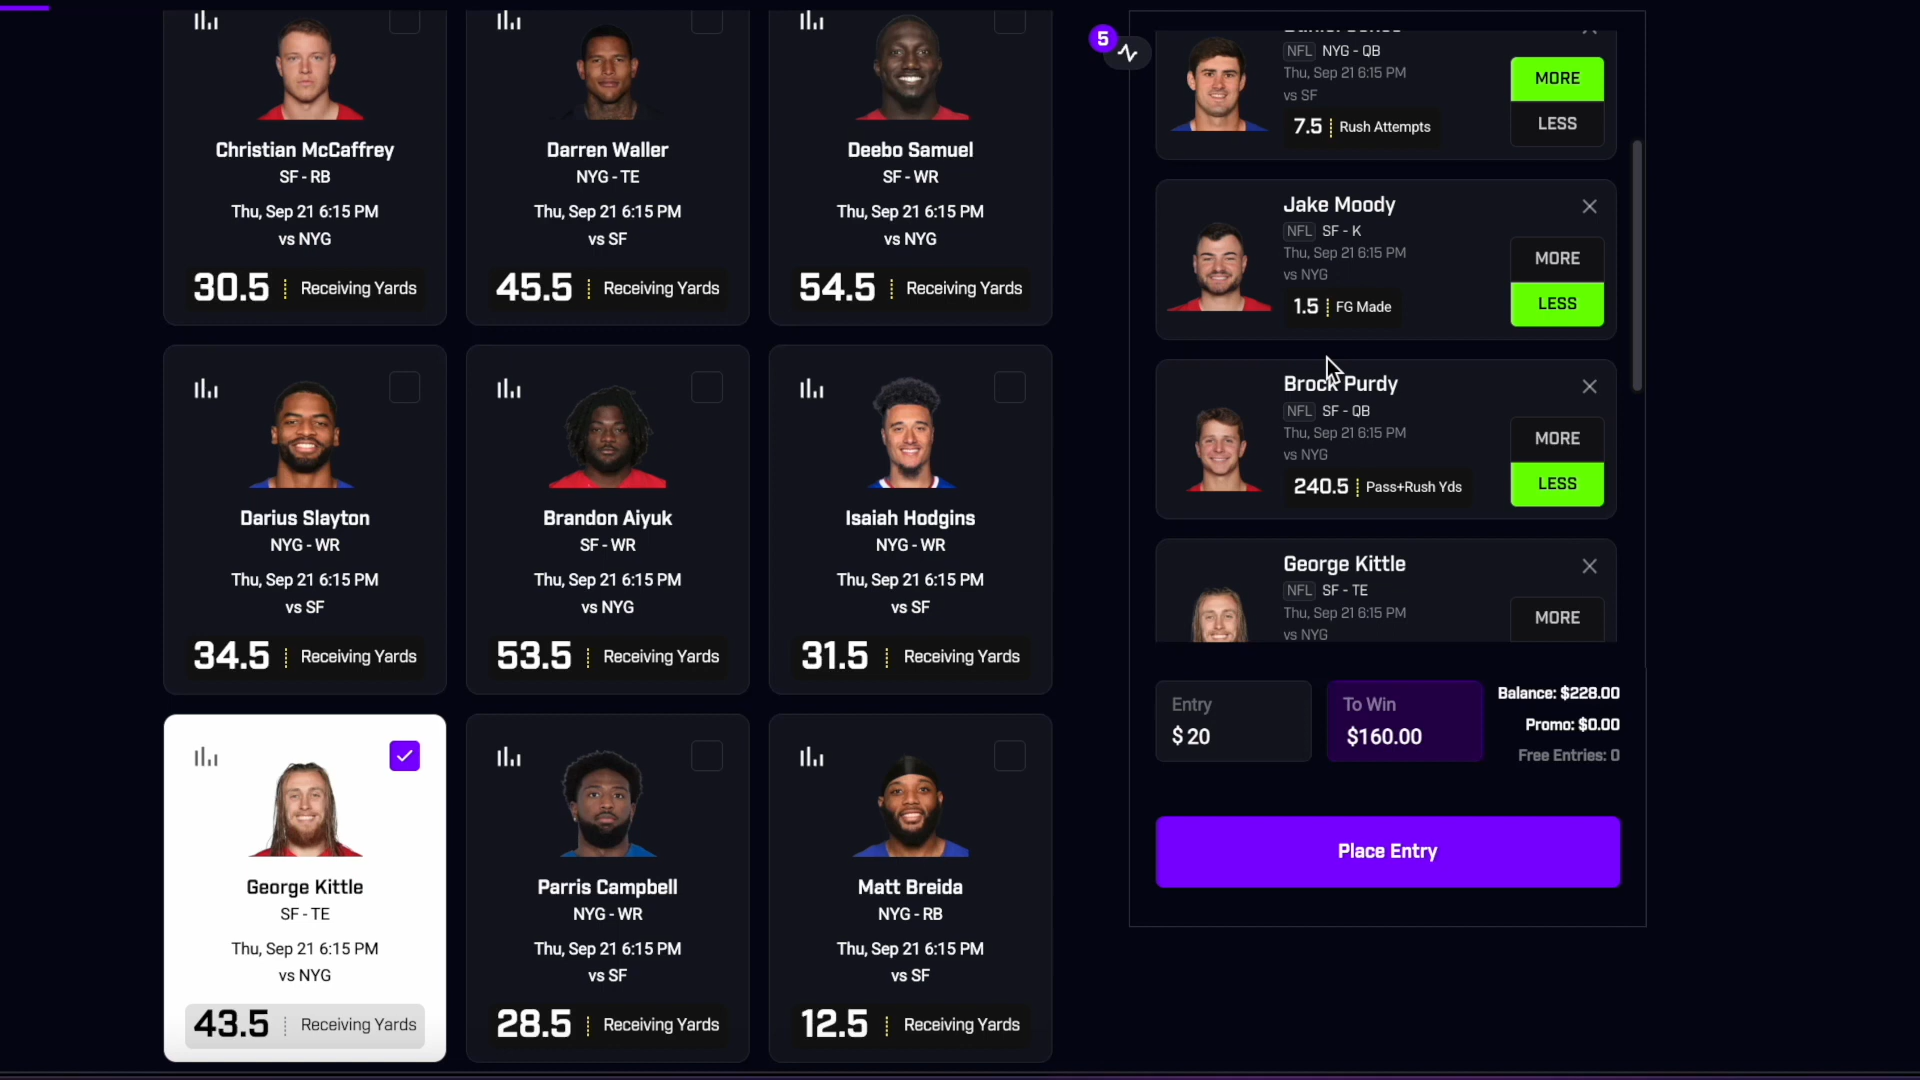 Christian McCaffrey
SF - RB
Thu, Sep 21 6:15 PM
vs NYG
30.5 Receiving Yards
Darren Waller
NYG - TE
Thu, Sep 21 6:15 PM
vs SF
45.5 Receiving Yards
Deebo Samuel
SF - WR
Thu, Sep 21 6:15 PM
vs NYG
54.5 Receiving Yards
Darius Slayton
NYG - WR
Thu, Sep 21 6:15 PM
vs SF
34.5 Receiving Yards
Brandon Aiyuk
SF - WR
Thu, Sep 21 6:15 PM
vs NYG
53.5 Receiving Yards
Isaiah Hodgins
NYG - WR
Thu, Sep 21 6:15 PM
vs SF
31.5 Receiving Yards
George Kittle
SF - TE
Thu, Sep 21 6:15 PM
vs NYG
43.5 Receiving Yards
Parris Campbell
NYG - WR
Thu, Sep 21 6:15 PM
vs SF
28.5 Receiving Yards
Matt Breida
NYG - RB
Thu, Sep 21 6:15 PM
vs SF
12.5 Receiving Yards
5
NFL NYG - QB
Thu, Sep 21 6:15 PM
vs SF
7.5 Rush Attempts
MORE
LESS
Jake Moody
NFL SF - K
Thu, Sep 21 6:15 PM
vs NYG
1.5 FG Made
MORE
LESS
Brock Purdy
NFL SF - QB
Thu, Sep 21 6:15 PM
vs NYG
240.5 Pass+Rush Yds
MORE
LESS
George Kittle
NFL SF - TE
Thu, Sep 21 6:15 PM
vs NYG
MORE
Entry
$ 20
To Win
$160.00
Balance: $228.00
Promo: $0.00
Free Entries: 0
Place Entry